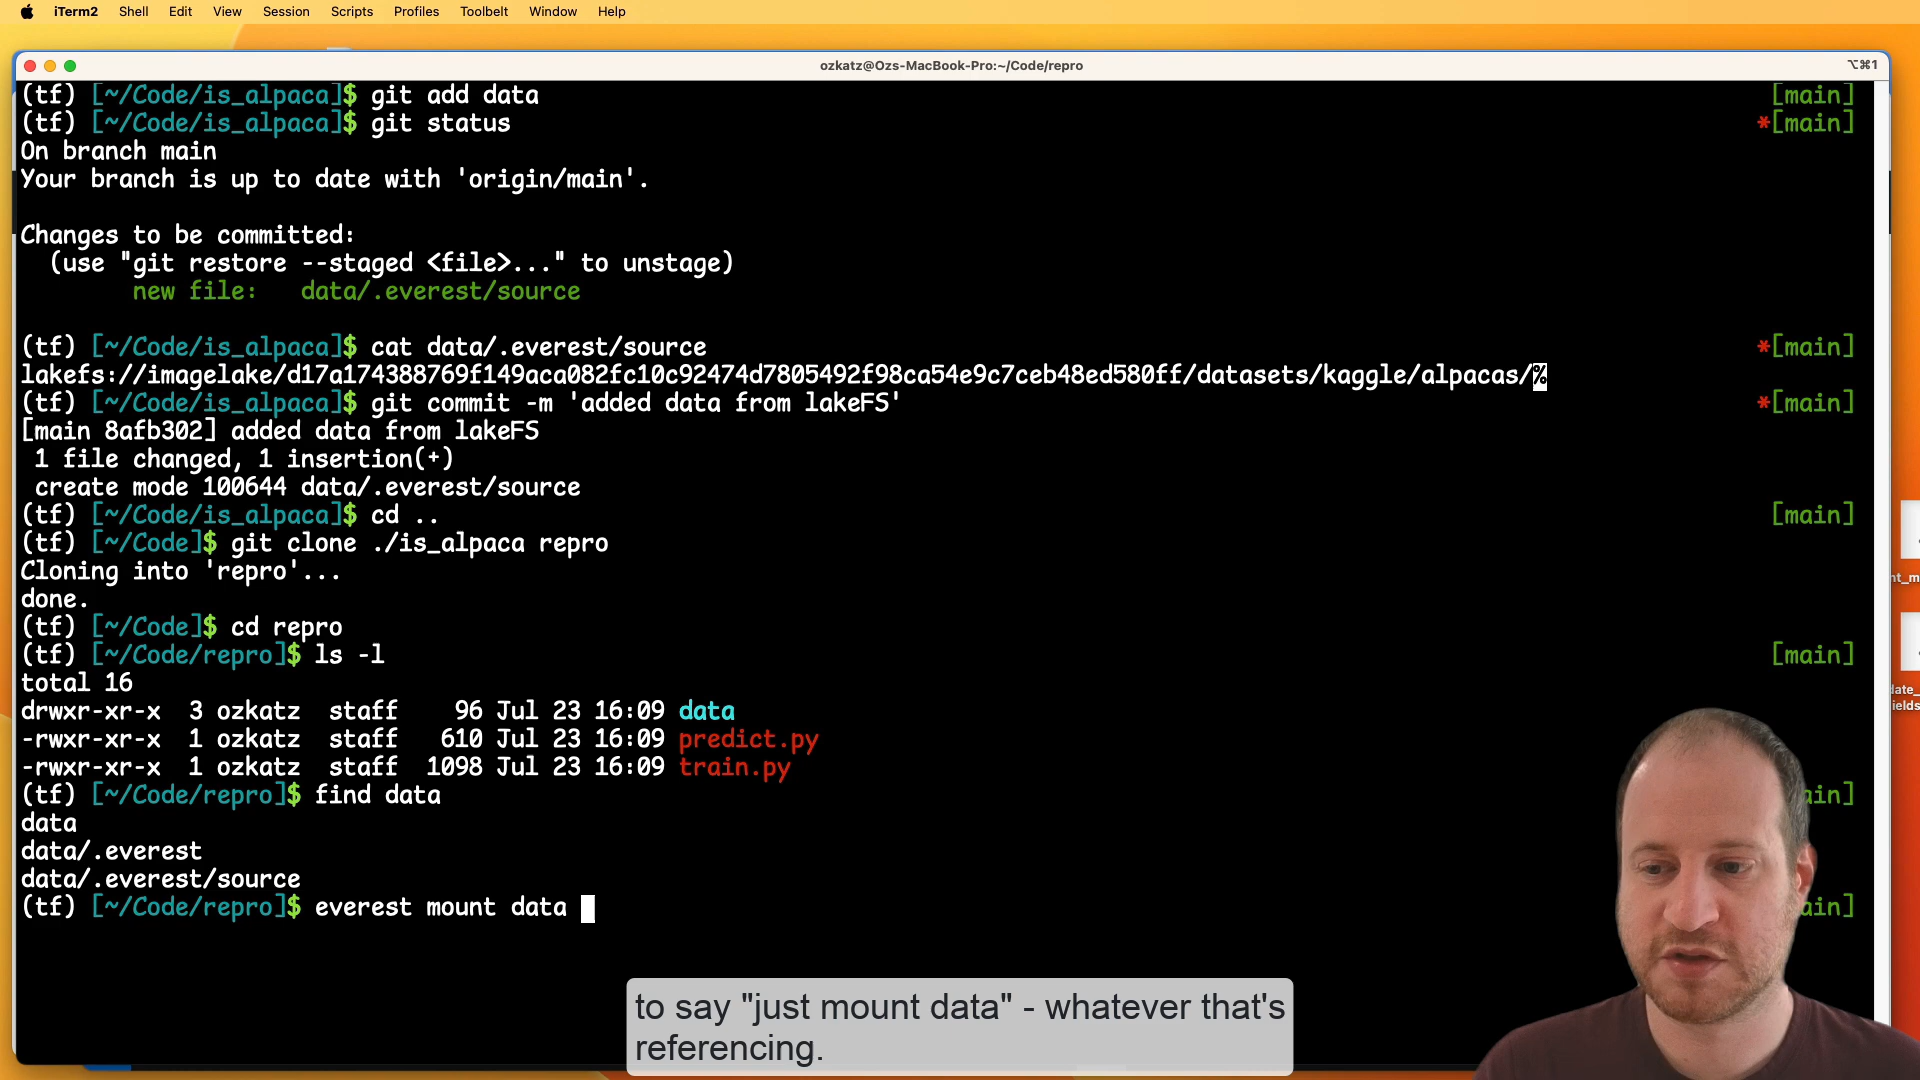 iTerm2 Shell Edit View Session Scripts Profiles Toolbelt Window Help
ozkatz@Ozs-MacBook-Pro:~/Code/repro ⌥⌘1
(tf) [~/Code/is_alpaca]$ git add data [main]
(tf) [~/Code/is_alpaca]$ git status *[main]
On branch main
Your branch is up to date with 'origin/main'.
Changes to be committed:
(use "git restore --staged <file>..." to unstage)
new file: data/.everest/source
(tf) [~/Code/is_alpaca]$ cat data/.everest/source *[main]
lakefs://imagelake/d17a174388769f149aca082fc10c92474d7805492f98ca54e9c7ceb48ed580ff/datasets/kaggle/alpacas/%
(tf) [~/Code/is_alpaca]$ git commit -m 'added data from lakeFS' *[main]
[main 8afb302] added data from lakeFS
1 file changed, 1 insertion(+)
create mode 100644 data/.everest/source
(tf) [~/Code/is_alpaca]$ cd .. [main]
(tf) [~/Code]$ git clone ./is_alpaca repro
Cloning into 'repro'...
done.
(tf) [~/Code]$ cd repro
(tf) [~/Code/repro]$ ls -l [main]
total 16
drwxr-xr-x 3 ozkatz staff 96 Jul 23 16:09 data
-rwxr-xr-x 1 ozkatz staff 610 Jul 23 16:09 predict.py
-rwxr-xr-x 1 ozkatz staff 1098 Jul 23 16:09 train.py
(tf) [~/Code/repro]$ find data ain]
data
data/.everest
data/.everest/source
(tf) [~/Code/repro]$ everest mount data ain]
to say "just mount data" - whatever that's
referencing.